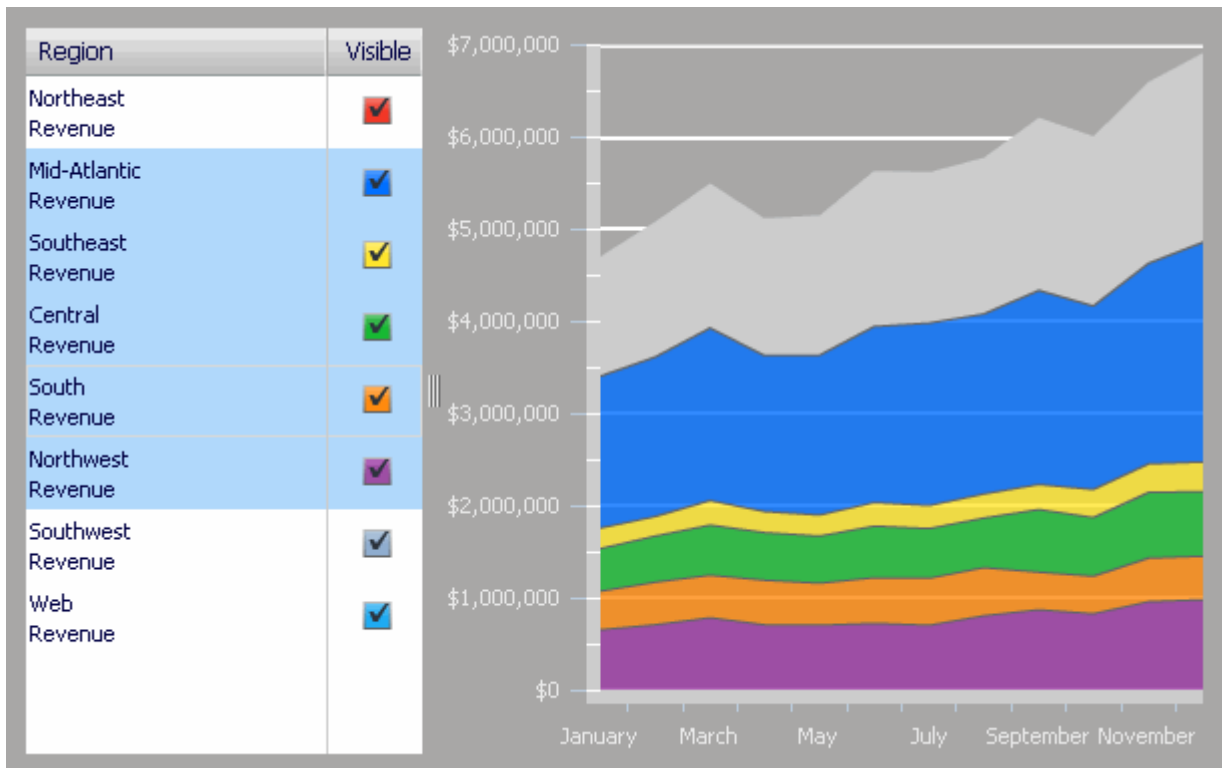 Region Visible
Northeast
Revenue
Mid-Atlantic
Revenue
Southeast
Revenue
Central
Revenue
South
Revenue
Northwest
Revenue
Southwest
Revenue
Web
Revenue
$7,000,000
$6,000,000
$5,000,000
$4,000,000
$3,000,000
$2,000,000
$1,000,000
$0
January March May July September November